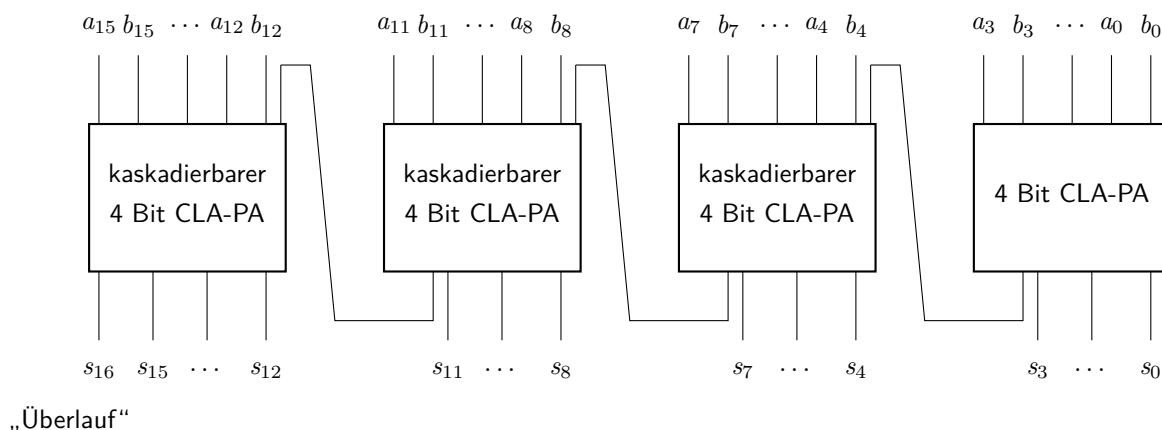 a15 b15 ⋯ a12 b12 a11 b11 ⋯ a8 b8 a7 b7 ⋯ a4 b4 a3 b3 ⋯ a0 b0
kaskadierbarer
4 Bit CLA-PA
kaskadierbarer
4 Bit CLA-PA
kaskadierbarer
4 Bit CLA-PA
4 Bit CLA-PA
s16 s15 ⋯ s12 s11 ⋯ s8 s7 ⋯ s4 s3 ⋯ s0
„Überlauf“